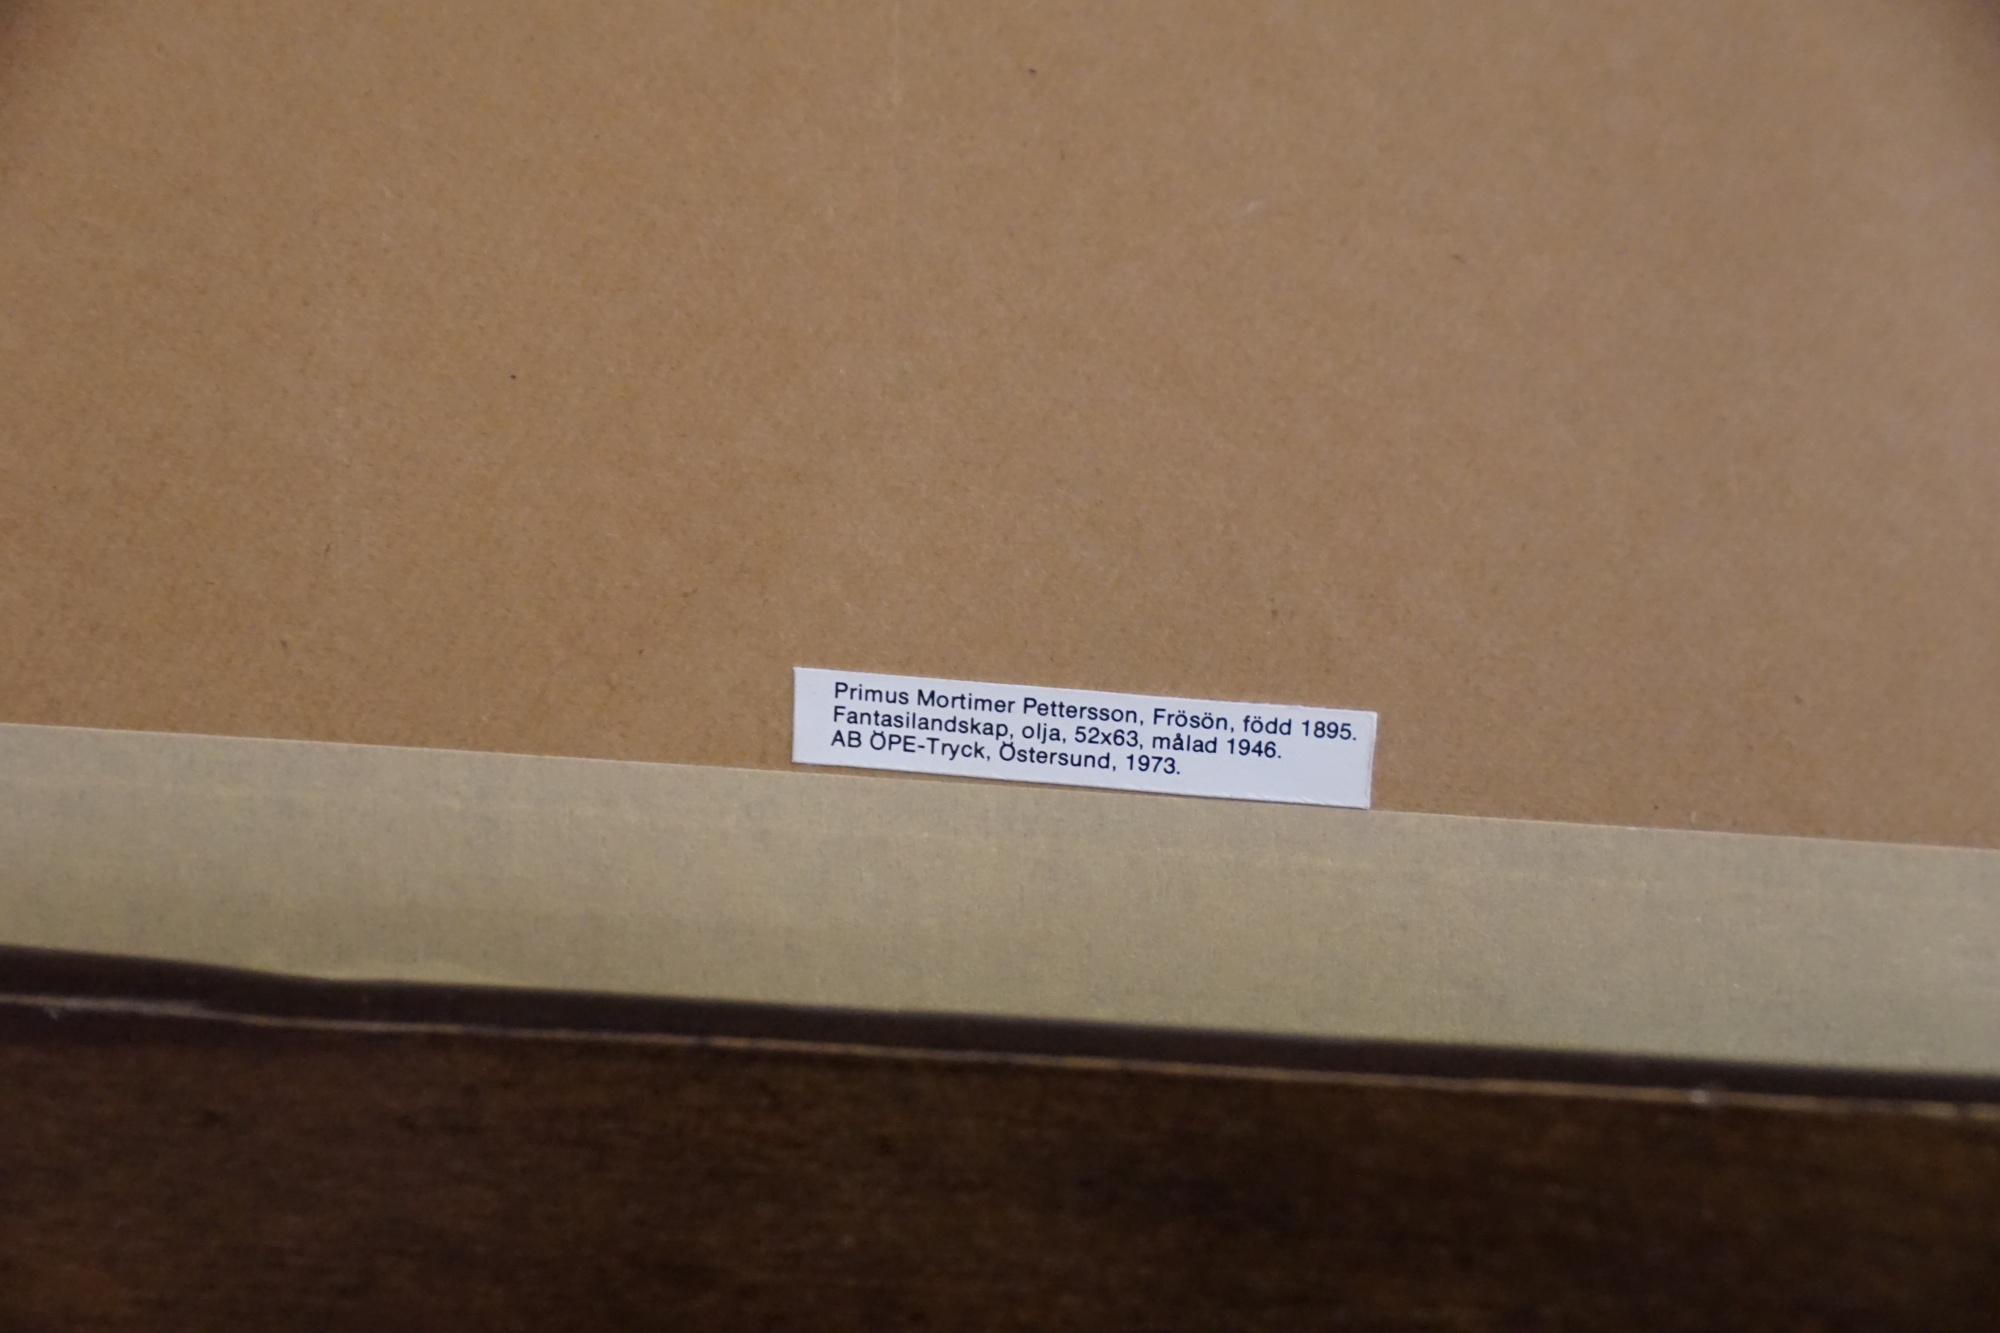 Primus Mortimer Pettersson, Frösön, född 1895.
Fantasilandskap, olja, 52x63, målad 1946.
AB ÖPE-Tryck, Östersund, 1973.